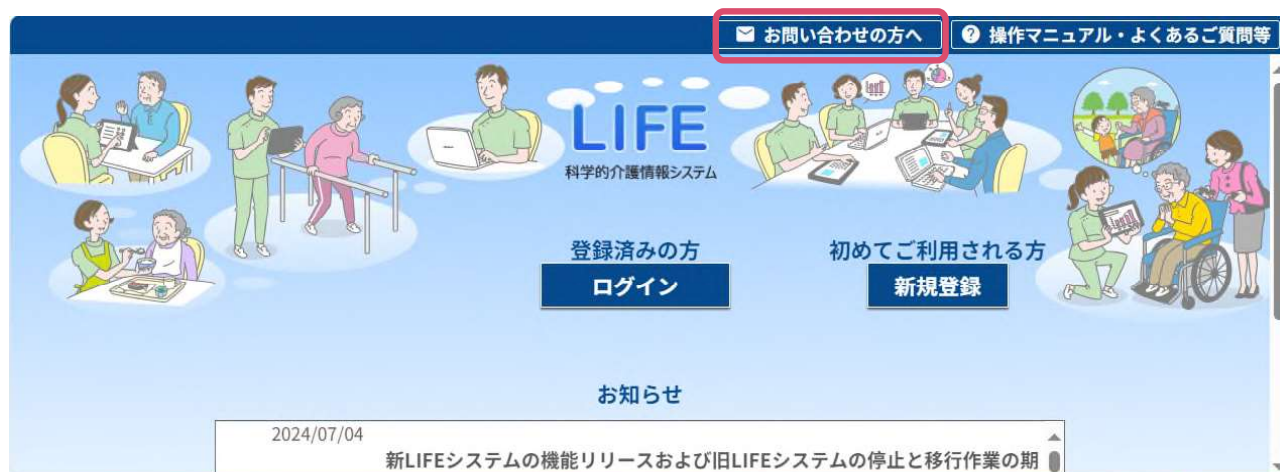 お問い合わせの方へ
操作マニュアル・よくあるご質問等
LIFE
科学的介護情報システム
登録済みの方
初めてご利用される方
ログイン
新規登録
お知らせ
2024/07/04
新LIFEシステムの機能リリースおよび旧LIFEシステムの停止と移行作業の期